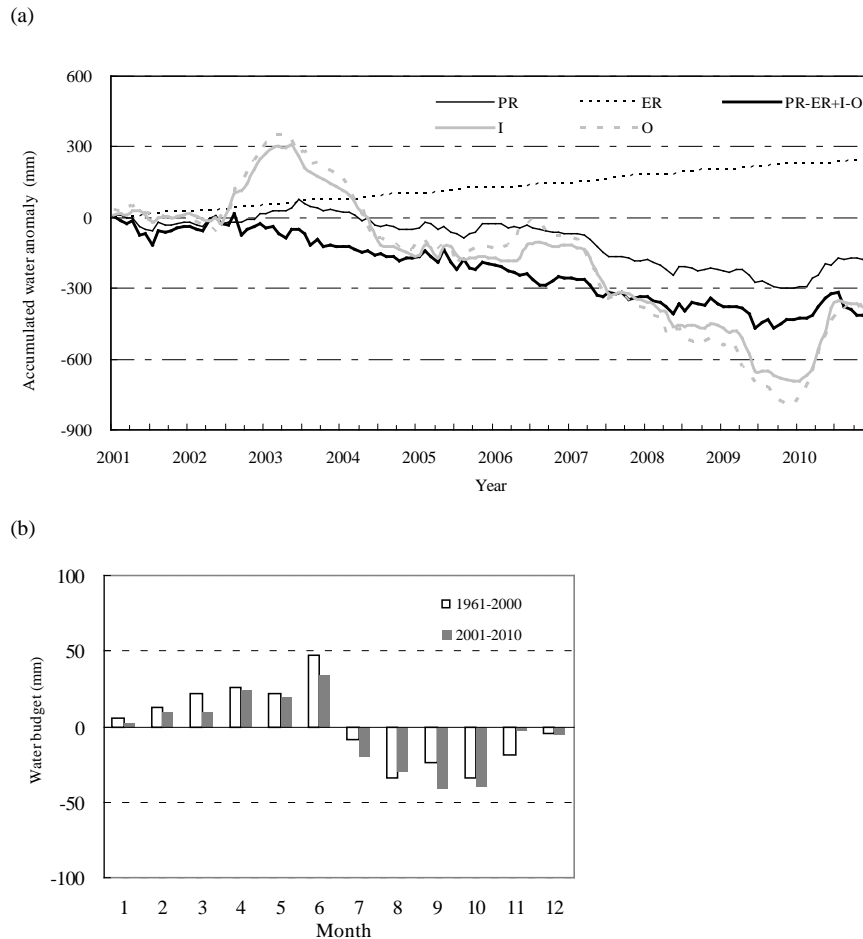 (a)
600
300
0
-300
-600
-900
Accumulated water anomaly (mm)
PR ER PR-ER+I-O
I O
2001 2002 2003 2004 2005 2006 2007 2008 2009 2010
Year
(b)
100
50
0
-50
-100
Water budget (mm)
1961-2000
2001-2010
1 2 3 4 5 6 7 8 9 10 11 12
Month